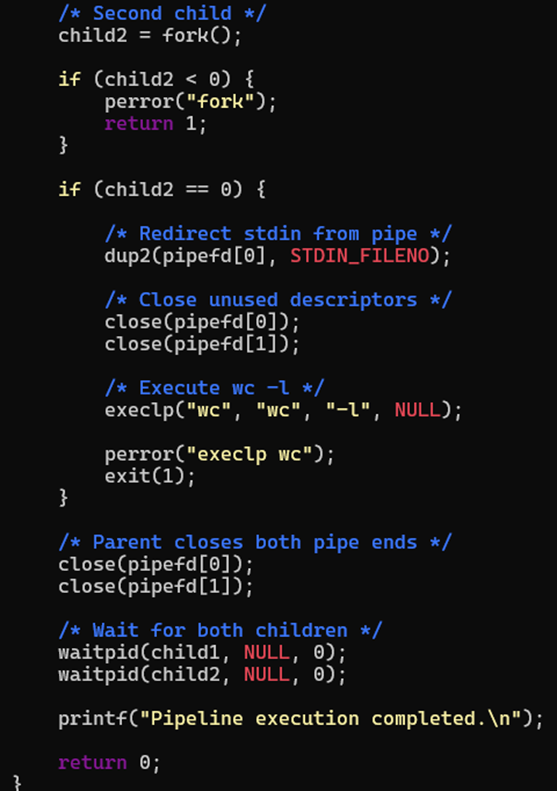 /* Second child */
child2 = fork();
if (child2 < 0) {
perror("fork");
return 1;
}
if (child2 == 0) {
/* Redirect stdin from pipe */
dup2(pipefd[0], STDIN_FILENO);
/* Close unused descriptors */
close(pipefd[0]);
close(pipefd[1]);
/* Execute wc -l */
execlp("wc", "wc", "-l", NULL);
perror("execlp wc");
exit(1);
}
/* Parent closes both pipe ends */
close(pipefd[0]);
close(pipefd[1]);
/* Wait for both children */
waitpid(child1, NULL, 0);
waitpid(child2, NULL, 0);
printf("Pipeline execution completed.\n");
return 0;
}